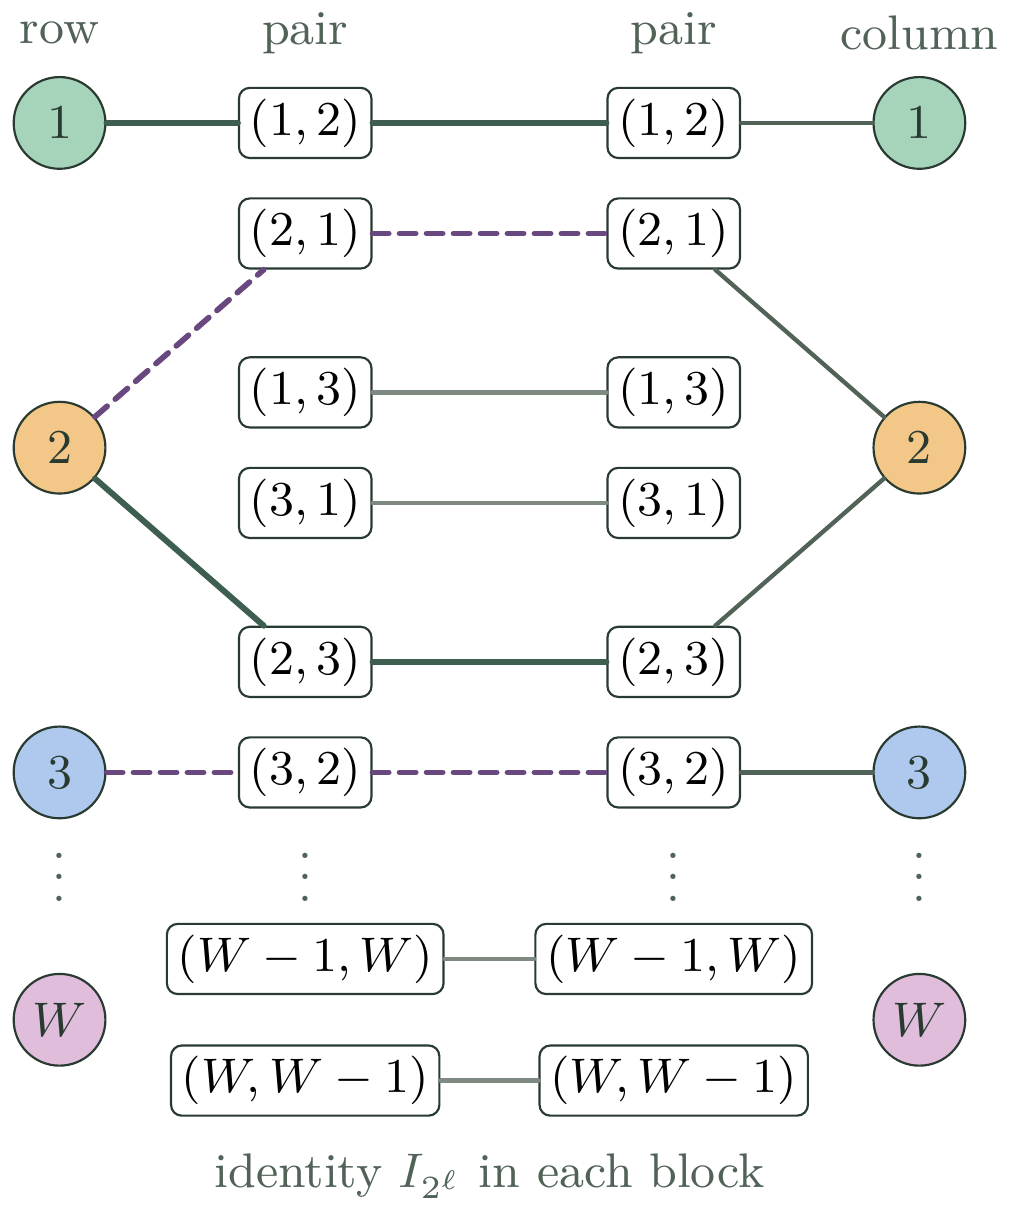 row pair pair column
1 (1, 2) (1, 2) 1
(2, 1) (2, 1)
(1, 3) (1, 3)
2 2
(3, 1) (3, 1)
(2, 3) (2, 3)
3 (3, 2) (3, 2) 3
⋮ ⋮ ⋮ ⋮
(W − 1, W) (W − 1, W)
W W
(W, W − 1) (W, W − 1)
identity I_{2^ℓ} in each block